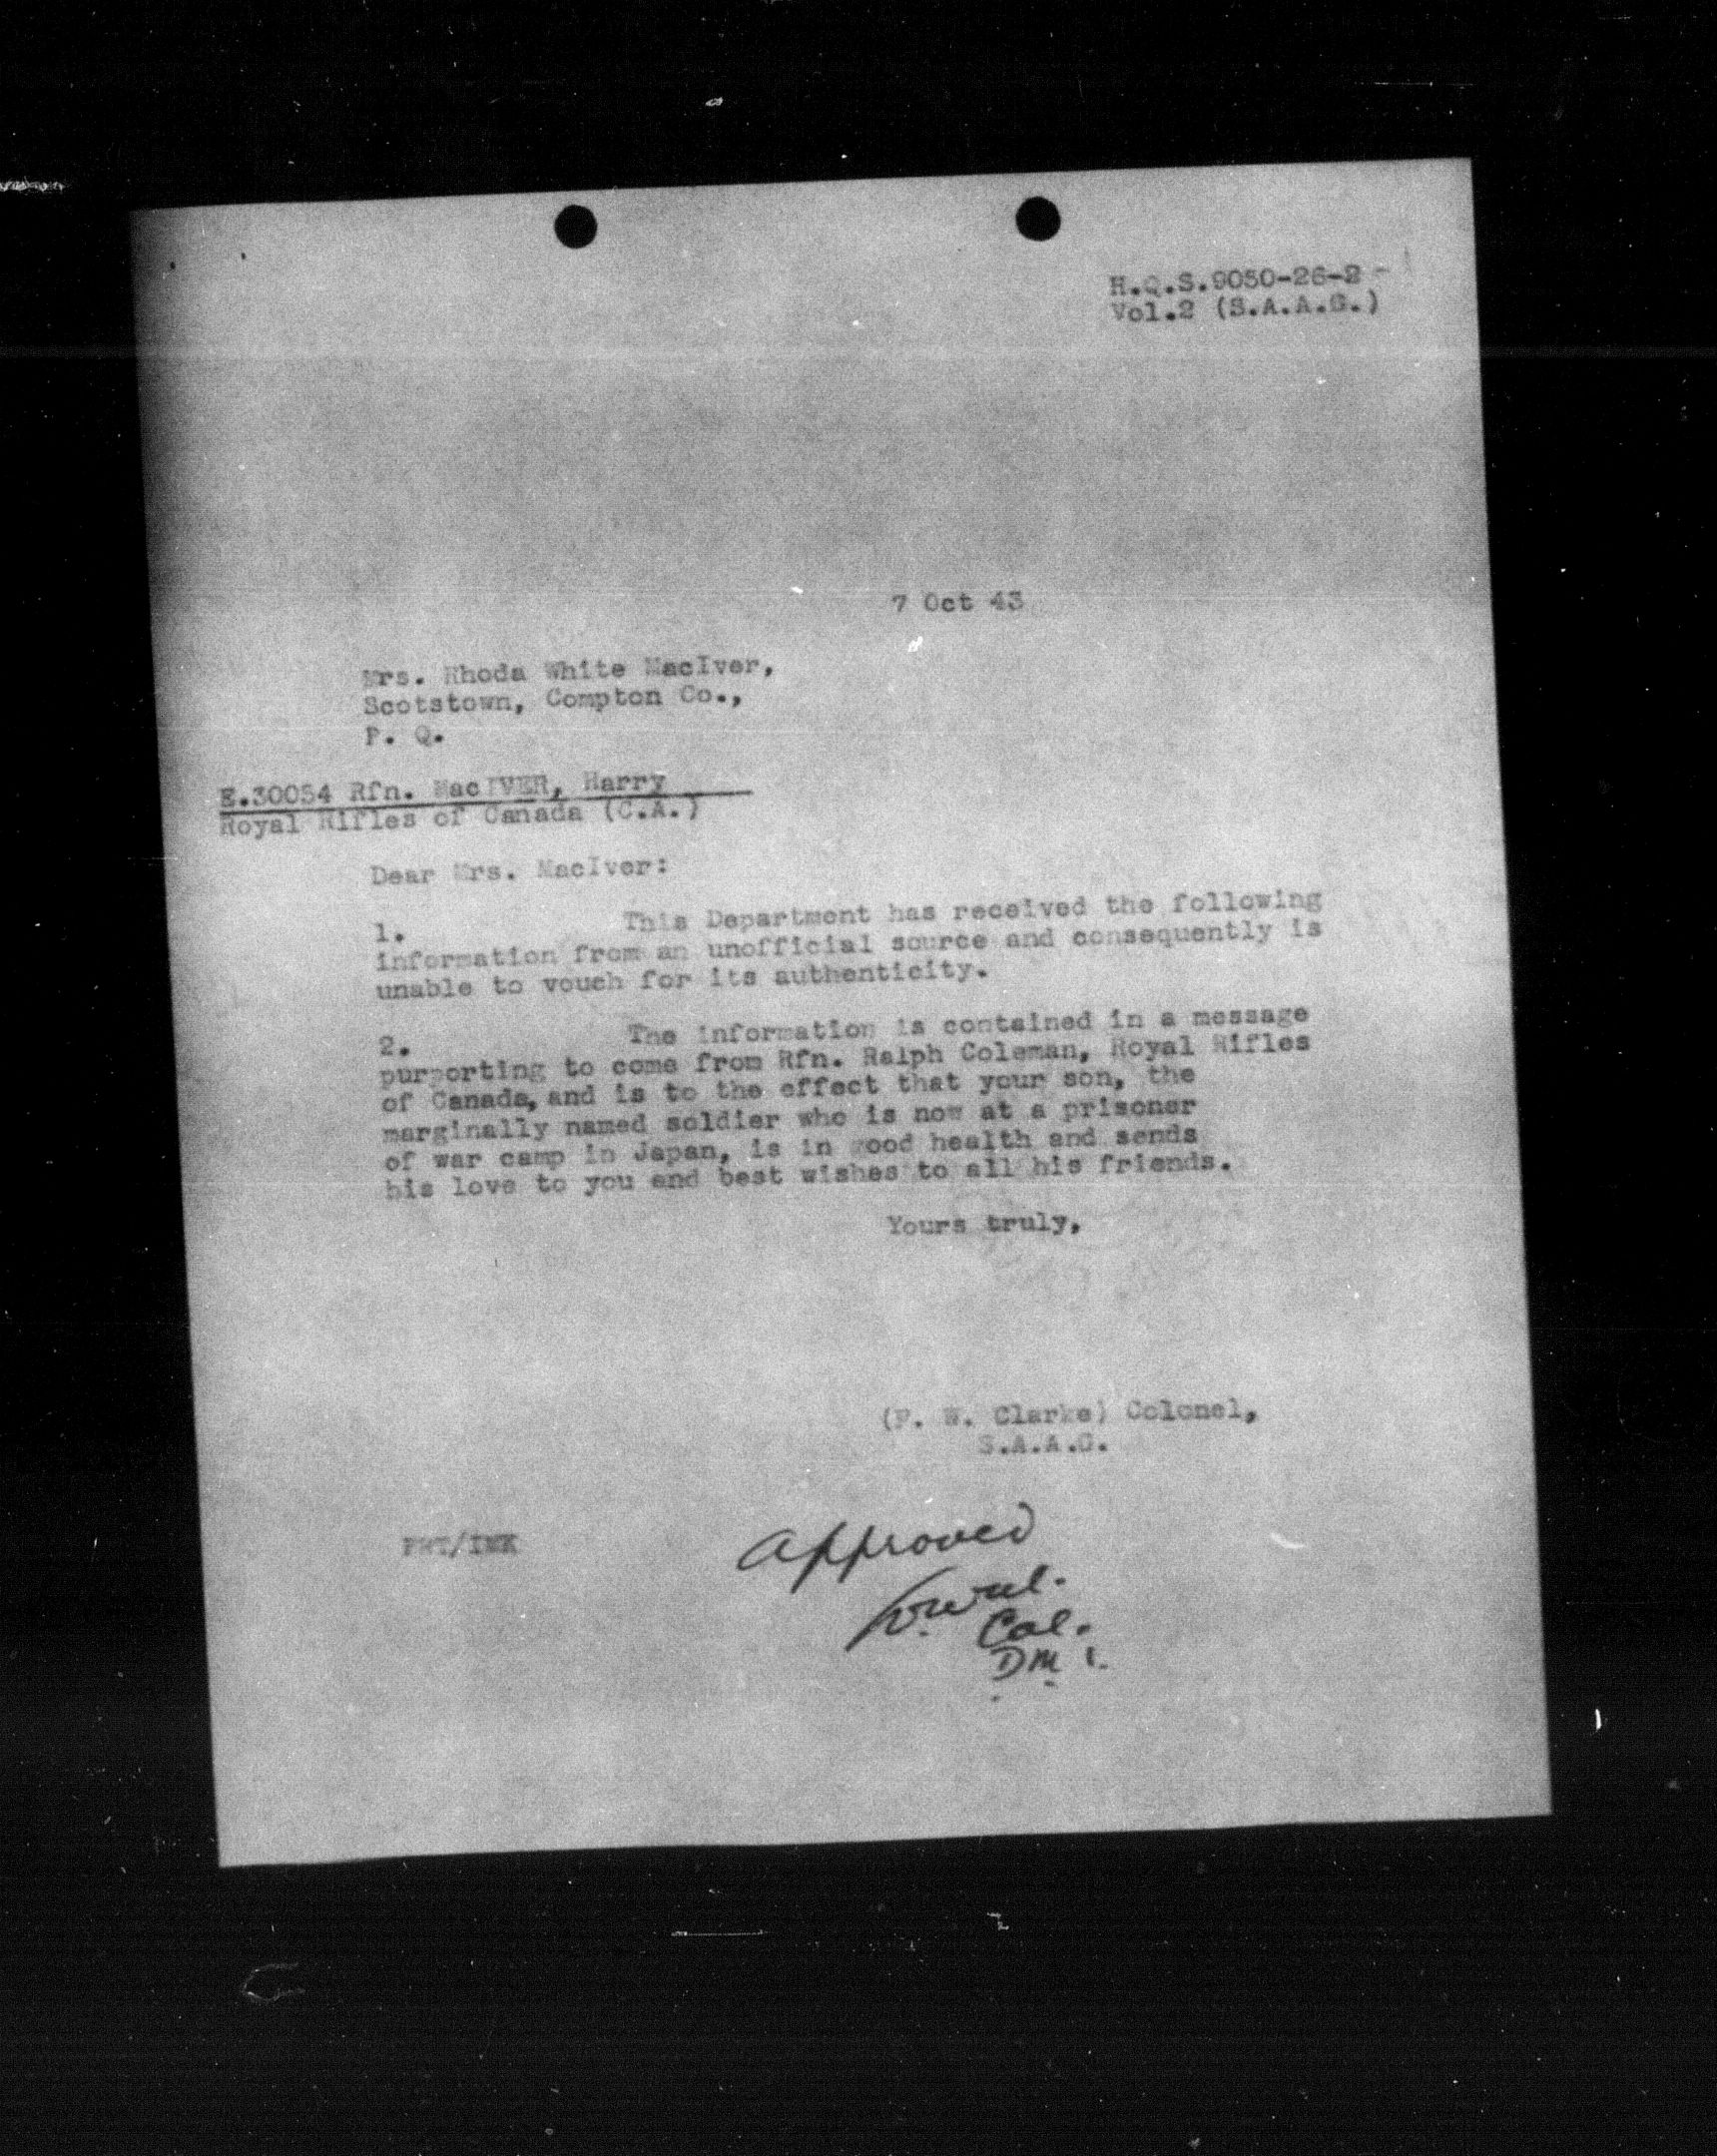 H.Q.S.9050-26-2
Vol.2 (S.A.A.G.)
7 Oct 43
Mrs. Rhoda White MacIver,
Scotstown, Compton Co.,
P. Q.
E.30054 Rfn. MacIVER, Harry
Royal Rifles of Canada (C.A.)
Dear Mrs. MacIver:
1. This Department has received the following
information from an unofficial source and consequently is
unable to vouch for its authenticity.
2. The information is contained in a message
purporting to come from Rfn. Ralph Coleman, Royal Rifles
of Canada, and is to the effect that your son, the
marginally named soldier who is now at a prisoner
of war camp in Japan, is in good health and sends
his love to you and best wishes to all his friends.
Yours truly,
(F. W. Clarke) Colonel,
S.A.A.G.
Approved
Col.
DM I.